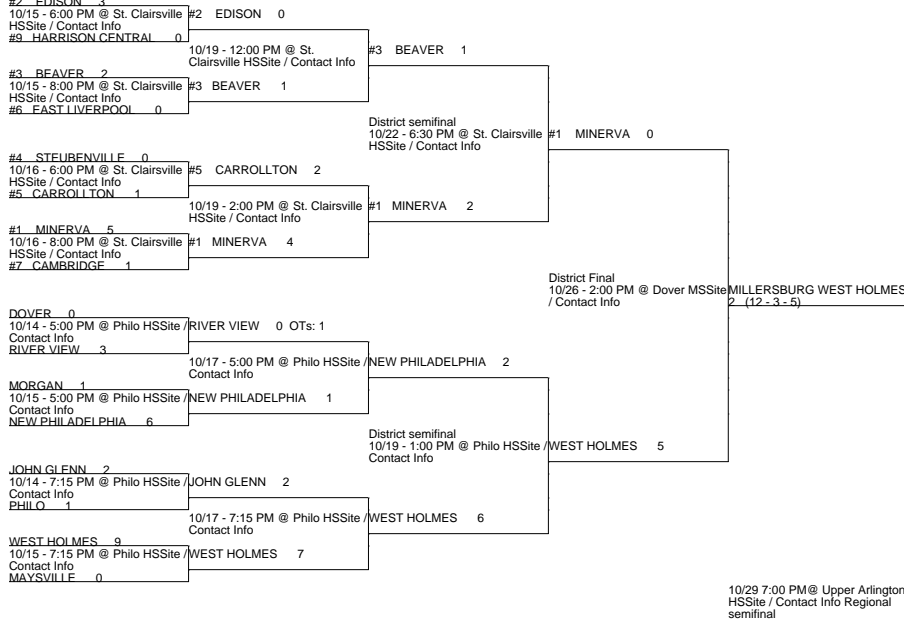 #2 EDISON 3
10/15 - 6:00 PM @ St. Clairsville
HSSite / Contact Info
#9 HARRISON CENTRAL 0
#2 EDISON 0
10/19 - 12:00 PM @ St.
Clairsville HSSite / Contact Info
#3 BEAVER 2
10/15 - 8:00 PM @ St. Clairsville
HSSite / Contact Info
#6 EAST LIVERPOOL 0
#3 BEAVER 1
#3 BEAVER 1
District semifinal
10/22 - 6:30 PM @ St. Clairsville
HSSite / Contact Info
#4 STEUBENVILLE 0
10/16 - 6:00 PM @ St. Clairsville
HSSite / Contact Info
#5 CARROLLTON 1
#5 CARROLLTON 2
10/19 - 2:00 PM @ St. Clairsville
HSSite / Contact Info
#1 MINERVA 5
10/16 - 8:00 PM @ St. Clairsville
HSSite / Contact Info
#7 CAMBRIDGE 1
#1 MINERVA 4
#1 MINERVA 2
#1 MINERVA 0
District Final
10/26 - 2:00 PM @ Dover MSSite
/ Contact Info
MILLERSBURG WEST HOLMES
2 (12 - 3 - 5)
DOVER 0
10/14 - 5:00 PM @ Philo HSSite /
Contact Info
RIVER VIEW 3
RIVER VIEW 0 OTs: 1
10/17 - 5:00 PM @ Philo HSSite /
Contact Info
MORGAN 1
10/15 - 5:00 PM @ Philo HSSite /
Contact Info
NEW PHILADELPHIA 6
NEW PHILADELPHIA 1
NEW PHILADELPHIA 2
District semifinal
10/19 - 1:00 PM @ Philo HSSite /
Contact Info
WEST HOLMES 5
JOHN GLENN 2
10/14 - 7:15 PM @ Philo HSSite /
Contact Info
PHILO 1
JOHN GLENN 2
10/17 - 7:15 PM @ Philo HSSite /
Contact Info
WEST HOLMES 6
WEST HOLMES 9
10/15 - 7:15 PM @ Philo HSSite /
Contact Info
MAYSVILLE 0
WEST HOLMES 7
10/29 7:00 PM@ Upper Arlington
HSSite / Contact Info Regional
semifinal